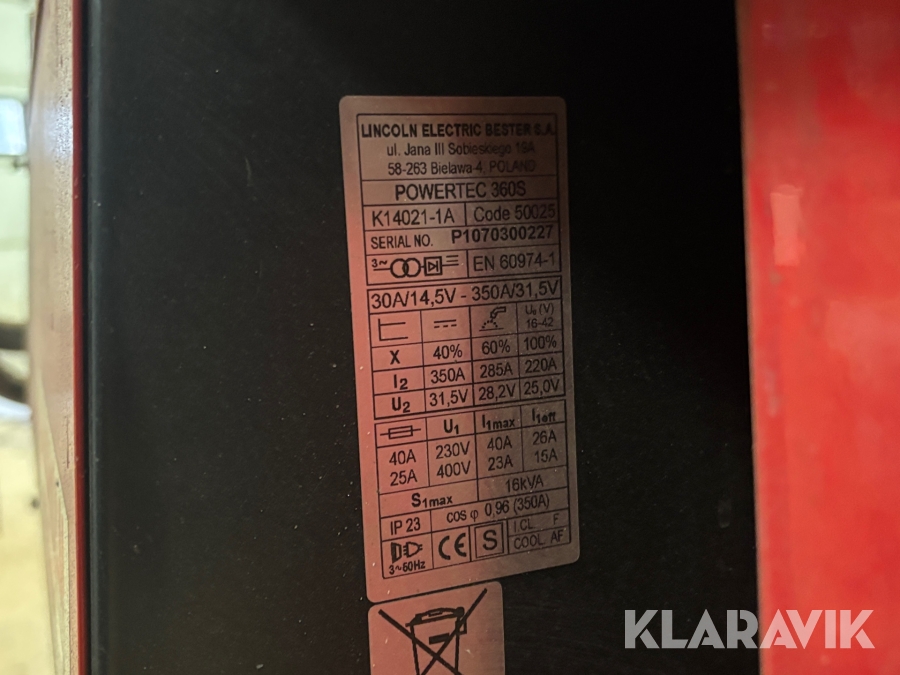 LINCOLN ELECTRIC BESTER S.A.
ul. Jana III Sobieskiego 19A
58-263 Bielawa 4, POLAND
POWERTEC 360S
K14021-1A Code 50025
SERIAL NO. P1070300227
3~ EN 60974-1
30A/14,5V - 350A/31,5V
U₀ (V)
16-42
X 40% 60% 100%
I₂ 350A 285A 220A
U₂ 31,5V 28,2V 25,0V
U₁ I₁max I₁eff
40A 230V 40A 26A
25A 400V 23A 15A
S₁max 16kVA
IP 23 cos φ 0,96 (350A)
3~50Hz CE S I.CL. F
COOL. AF
KLARAVIK